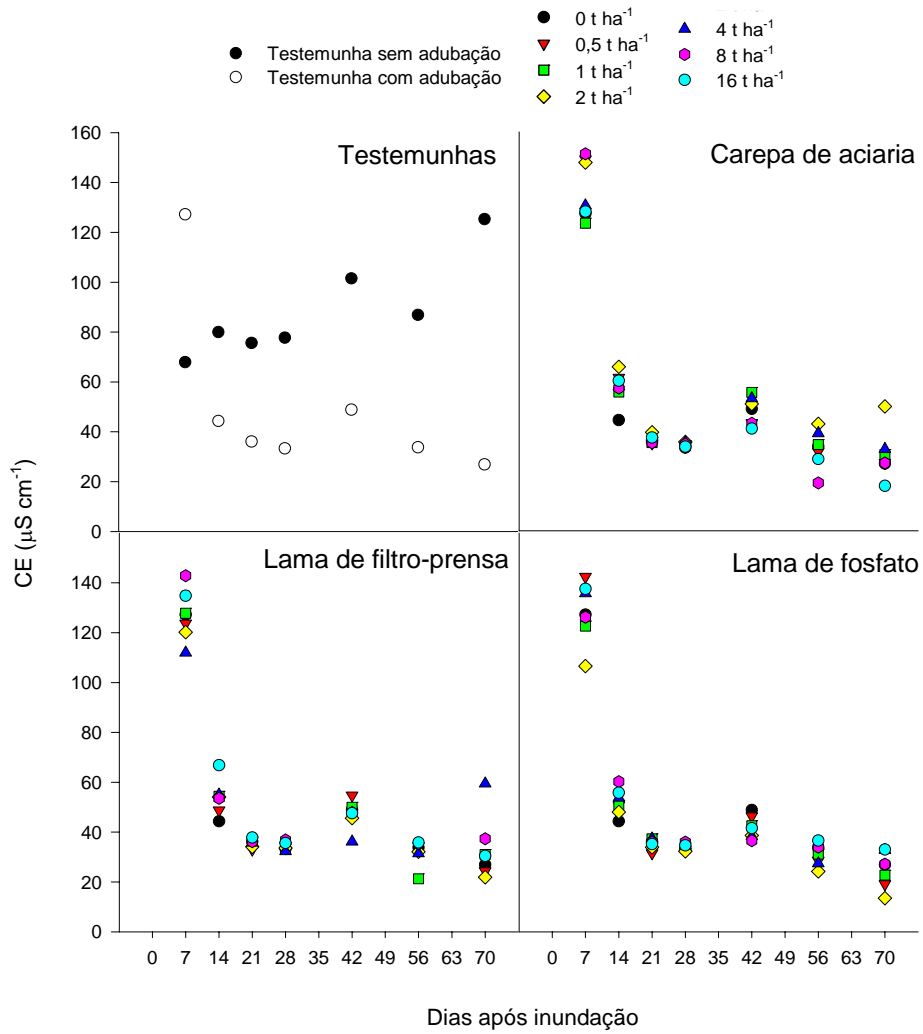 Testemunha sem adubação
Testemunha com adubação
0 t ha⁻¹
0,5 t ha⁻¹
1 t ha⁻¹
2 t ha⁻¹
4 t ha⁻¹
8 t ha⁻¹
16 t ha⁻¹
Testemunhas
Carepa de aciaria
160
140
120
100
80
60
40
20
0
CE (µS cm⁻¹)
Lama de filtro-prensa
Lama de fosfato
140
120
100
80
60
40
20
0
0 7 14 21 28 35 42 49 56 63 70
0 7 14 21 28 35 42 49 56 63 70
Dias após inundação